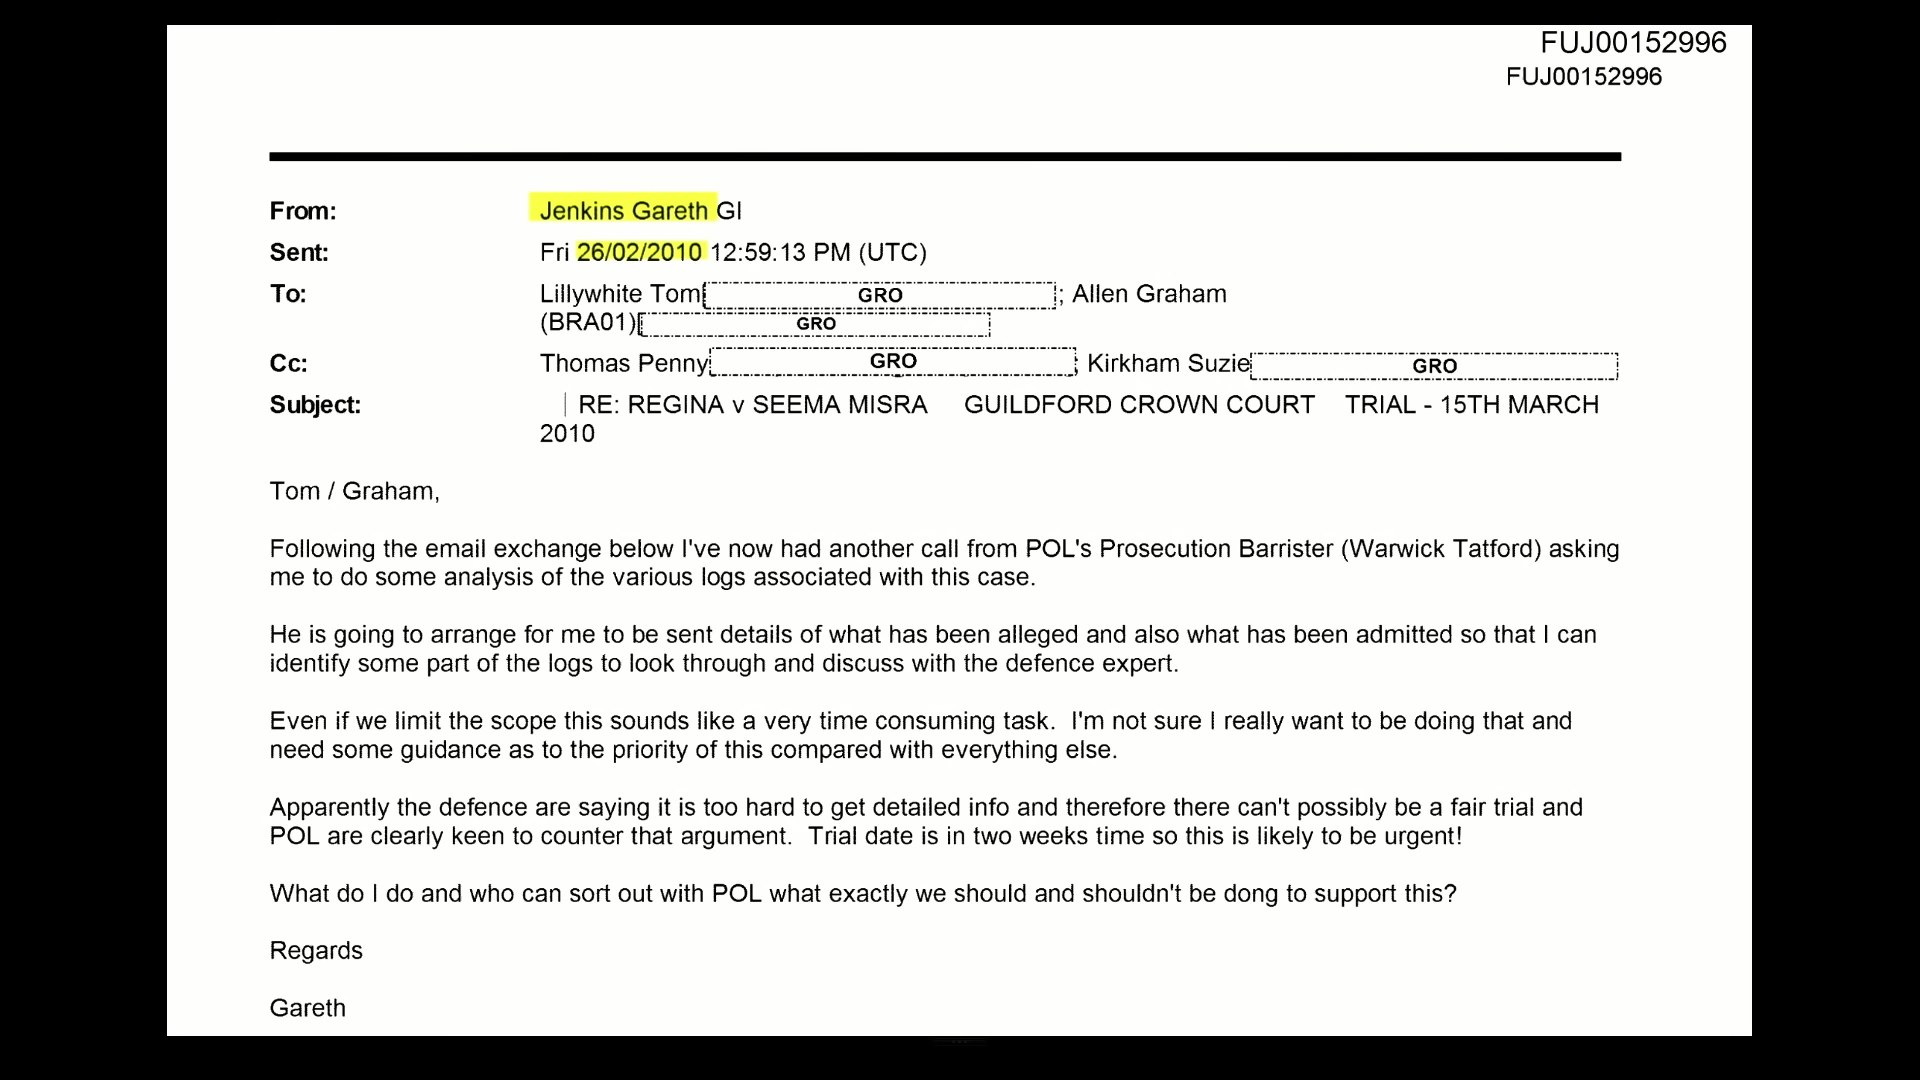 FUJ00152996
FUJ00152996
From: Jenkins Gareth GI
Sent: Fri 26/02/2010 12:59:13 PM (UTC)
To: Lillywhite Tom GRO ; Allen Graham
(BRA01) GRO
Cc: Thomas Penny GRO ; Kirkham Suzie GRO
Subject: RE: REGINA v SEEMA MISRA GUILDFORD CROWN COURT TRIAL - 15TH MARCH
2010
Tom / Graham,
Following the email exchange below I've now had another call from POL's Prosecution Barrister (Warwick Tatford) asking
me to do some analysis of the various logs associated with this case.
He is going to arrange for me to be sent details of what has been alleged and also what has been admitted so that I can
identify some part of the logs to look through and discuss with the defence expert.
Even if we limit the scope this sounds like a very time consuming task. I'm not sure I really want to be doing that and
need some guidance as to the priority of this compared with everything else.
Apparently the defence are saying it is too hard to get detailed info and therefore there can't possibly be a fair trial and
POL are clearly keen to counter that argument. Trial date is in two weeks time so this is likely to be urgent!
What do I do and who can sort out with POL what exactly we should and shouldn't be dong to support this?
Regards
Gareth